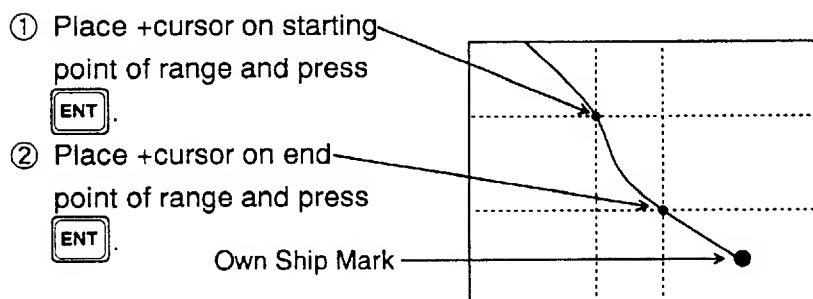 ① Place +cursor on starting
point of range and press
ENT.
② Place +cursor on end
point of range and press
ENT.
Own Ship Mark